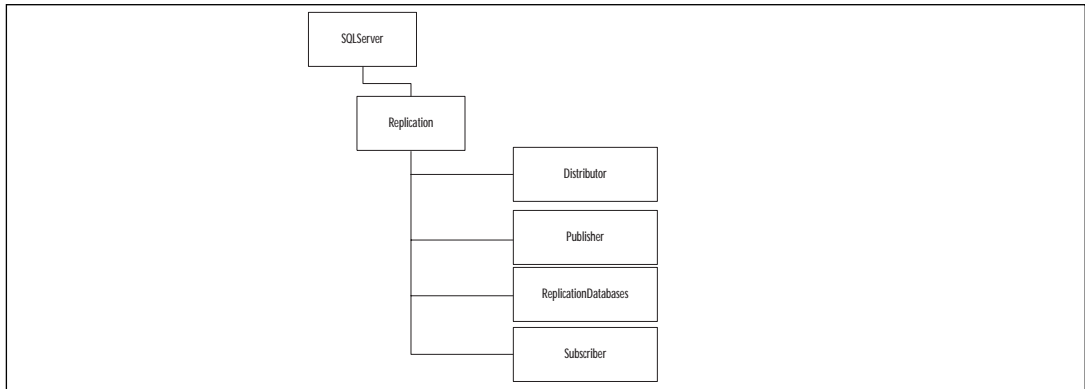 SQLServer
Replication
Distributor
Publisher
ReplicationDatabases
Subscriber